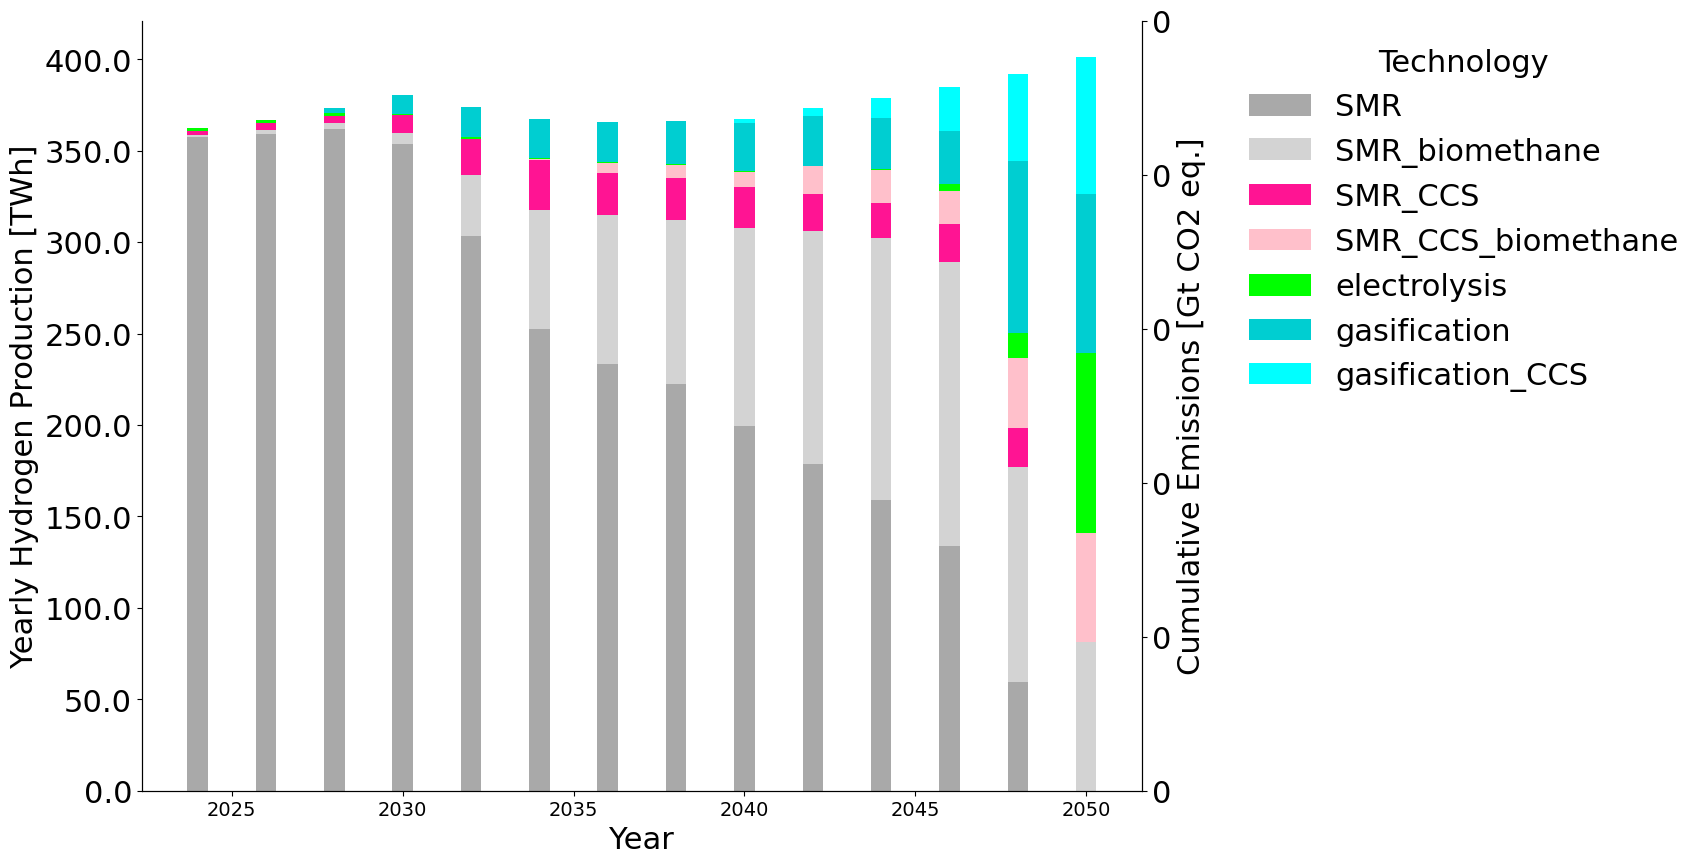 Yearly Hydrogen Production [TWh]
400.0
350.0
300.0
250.0
200.0
150.0
100.0
50.0
0.0
2025
2030
2035
2040
2045
2050
Year
0
0
0
0
0
0
Cumulative Emissions [Gt CO2 eq.]
Technology
SMR
SMR_biomethane
SMR_CCS
SMR_CCS_biomethane
electrolysis
gasification
gasification_CCS